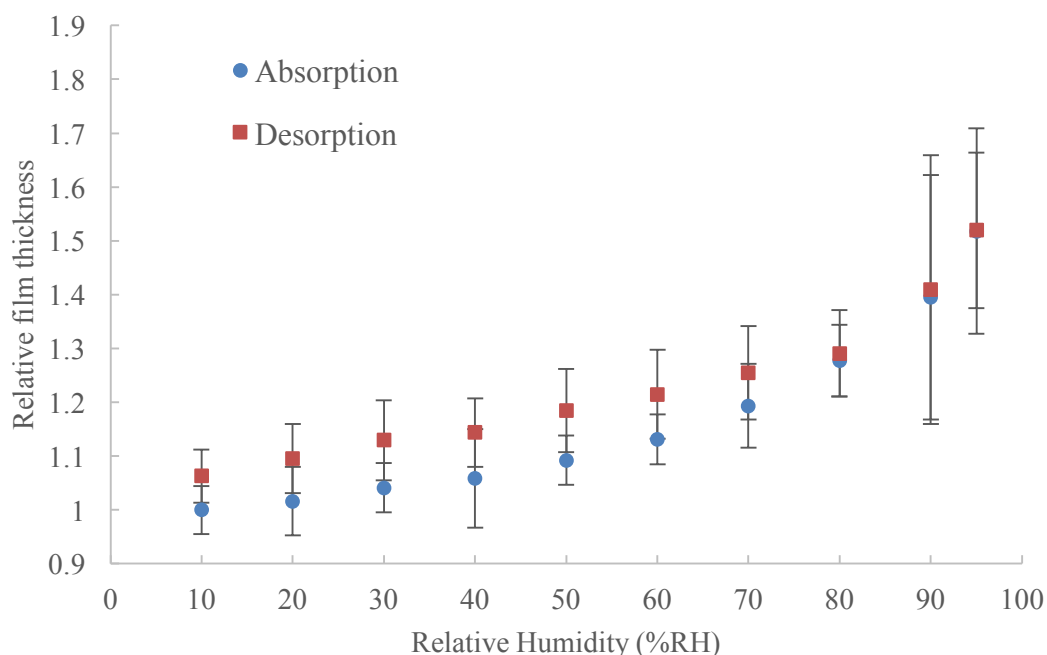 1.9
1.8
1.7
1.6
1.5
1.4
1.3
1.2
1.1
1
0.9
Relative film thickness
Absorption
Desorption
0 10 20 30 40 50 60 70 80 90 100
Relative Humidity (%RH)